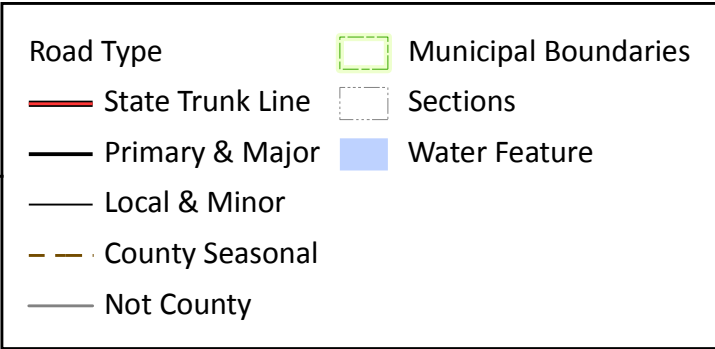 Road Type
State Trunk Line
Primary & Major
Local & Minor
County Seasonal
Not County
Municipal Boundaries
Sections
Water Feature